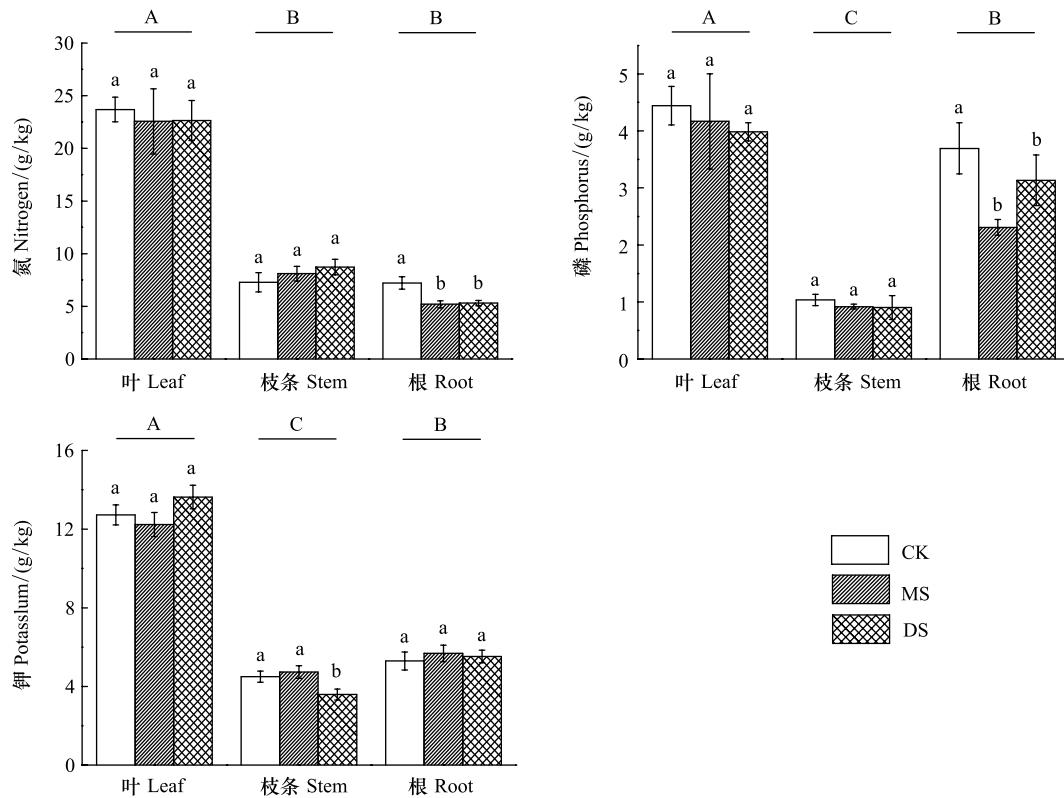 A B B
30
25
20
15
10
5
0
氮 Nitrogen/(g/kg)
a a a a a a a b b
叶 Leaf 枝条 Stem 根 Root
A C B
5
4
3
2
1
0
磷 Phosphorus/(g/kg)
a a a a a a a b b
叶 Leaf 枝条 Stem 根 Root
A C B
16
12
8
4
0
钾 Potasslum/(g/kg)
a a a a a b a a a
叶 Leaf 枝条 Stem 根 Root
CK
MS
DS